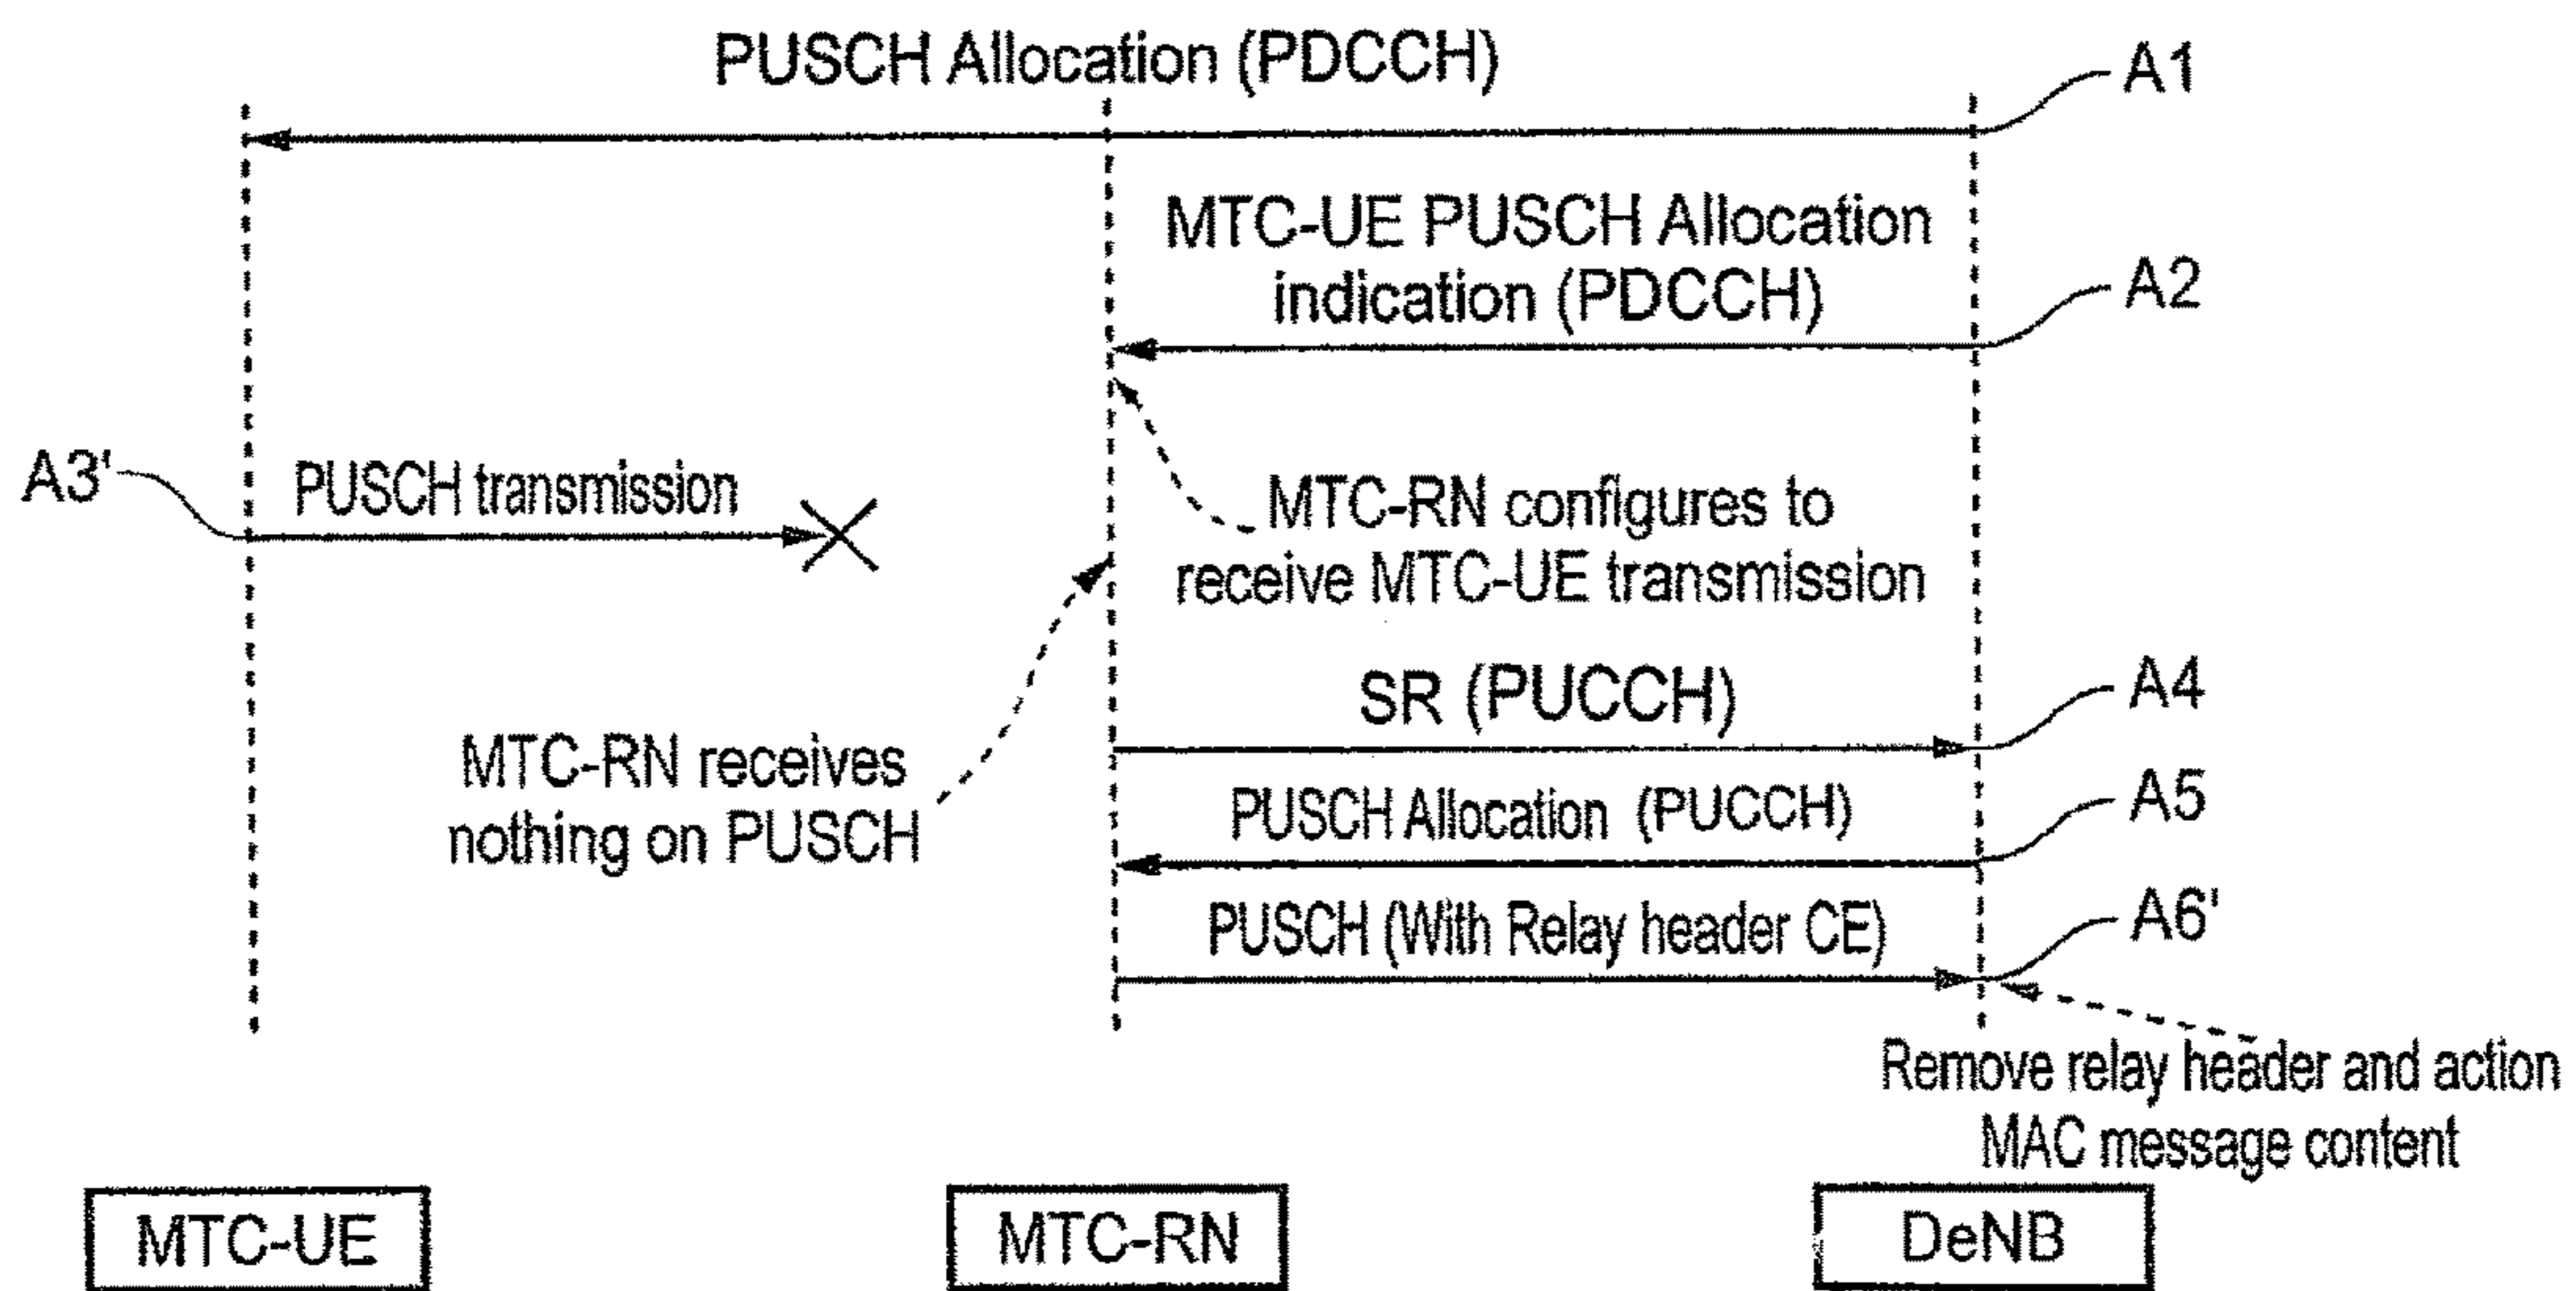 PUSCH Allocation (PDCCH)
A1
MTC-UE PUSCH Allocation
indication (PDCCH)
A2
A3'
PUSCH transmission
MTC-RN configures to
receive MTC-UE transmission
SR (PUCCH)
A4
MTC-RN receives
nothing on PUSCH
PUSCH Allocation (PUCCH)
A5
PUSCH (With Relay header CE)
A6'
Remove relay header and action
MAC message content
MTC-UE
MTC-RN
DeNB